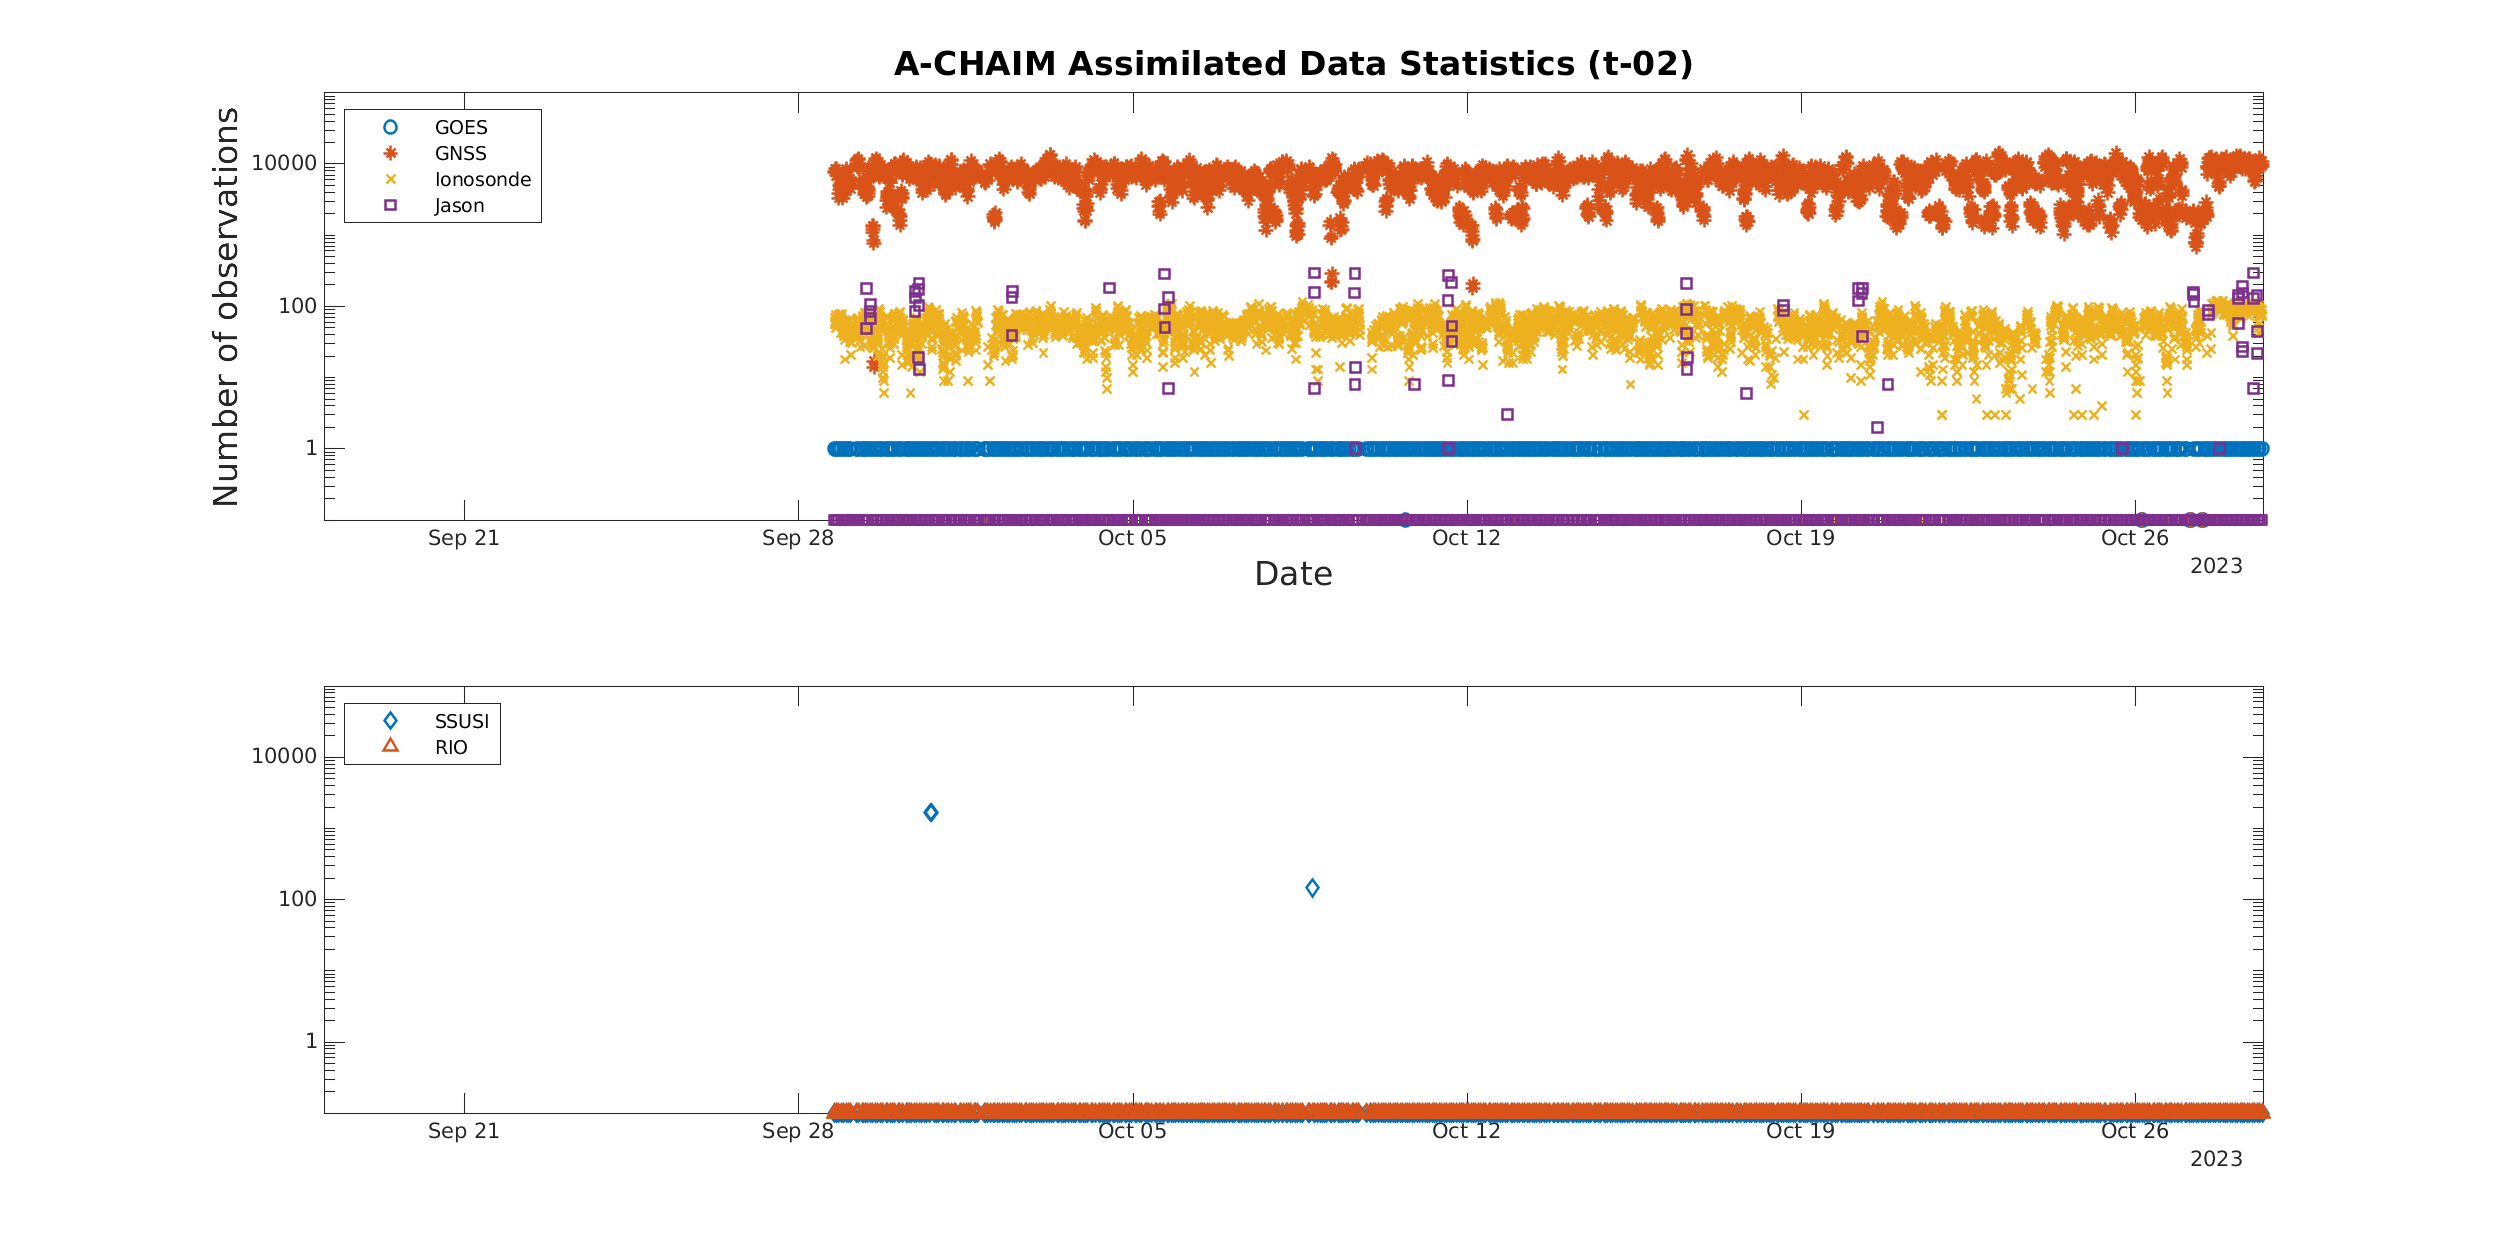 A-CHAIM Assimilated Data Statistics (t-02)
GOES
GNSS
Ionosonde
Jason
10000
100
1
Number of observations
Sep 21
Sep 28
Oct 05
Oct 12
Oct 19
Oct 26
2023
Date
SSUSI
RIO
10000
100
1
Sep 21
Sep 28
Oct 05
Oct 12
Oct 19
Oct 26
2023